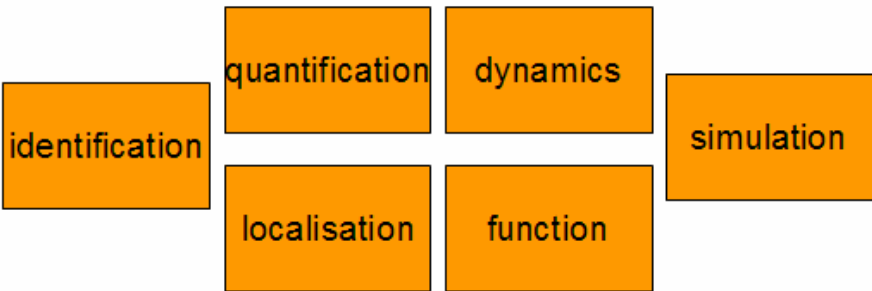 identification
quantification
localisation
dynamics
function
simulation